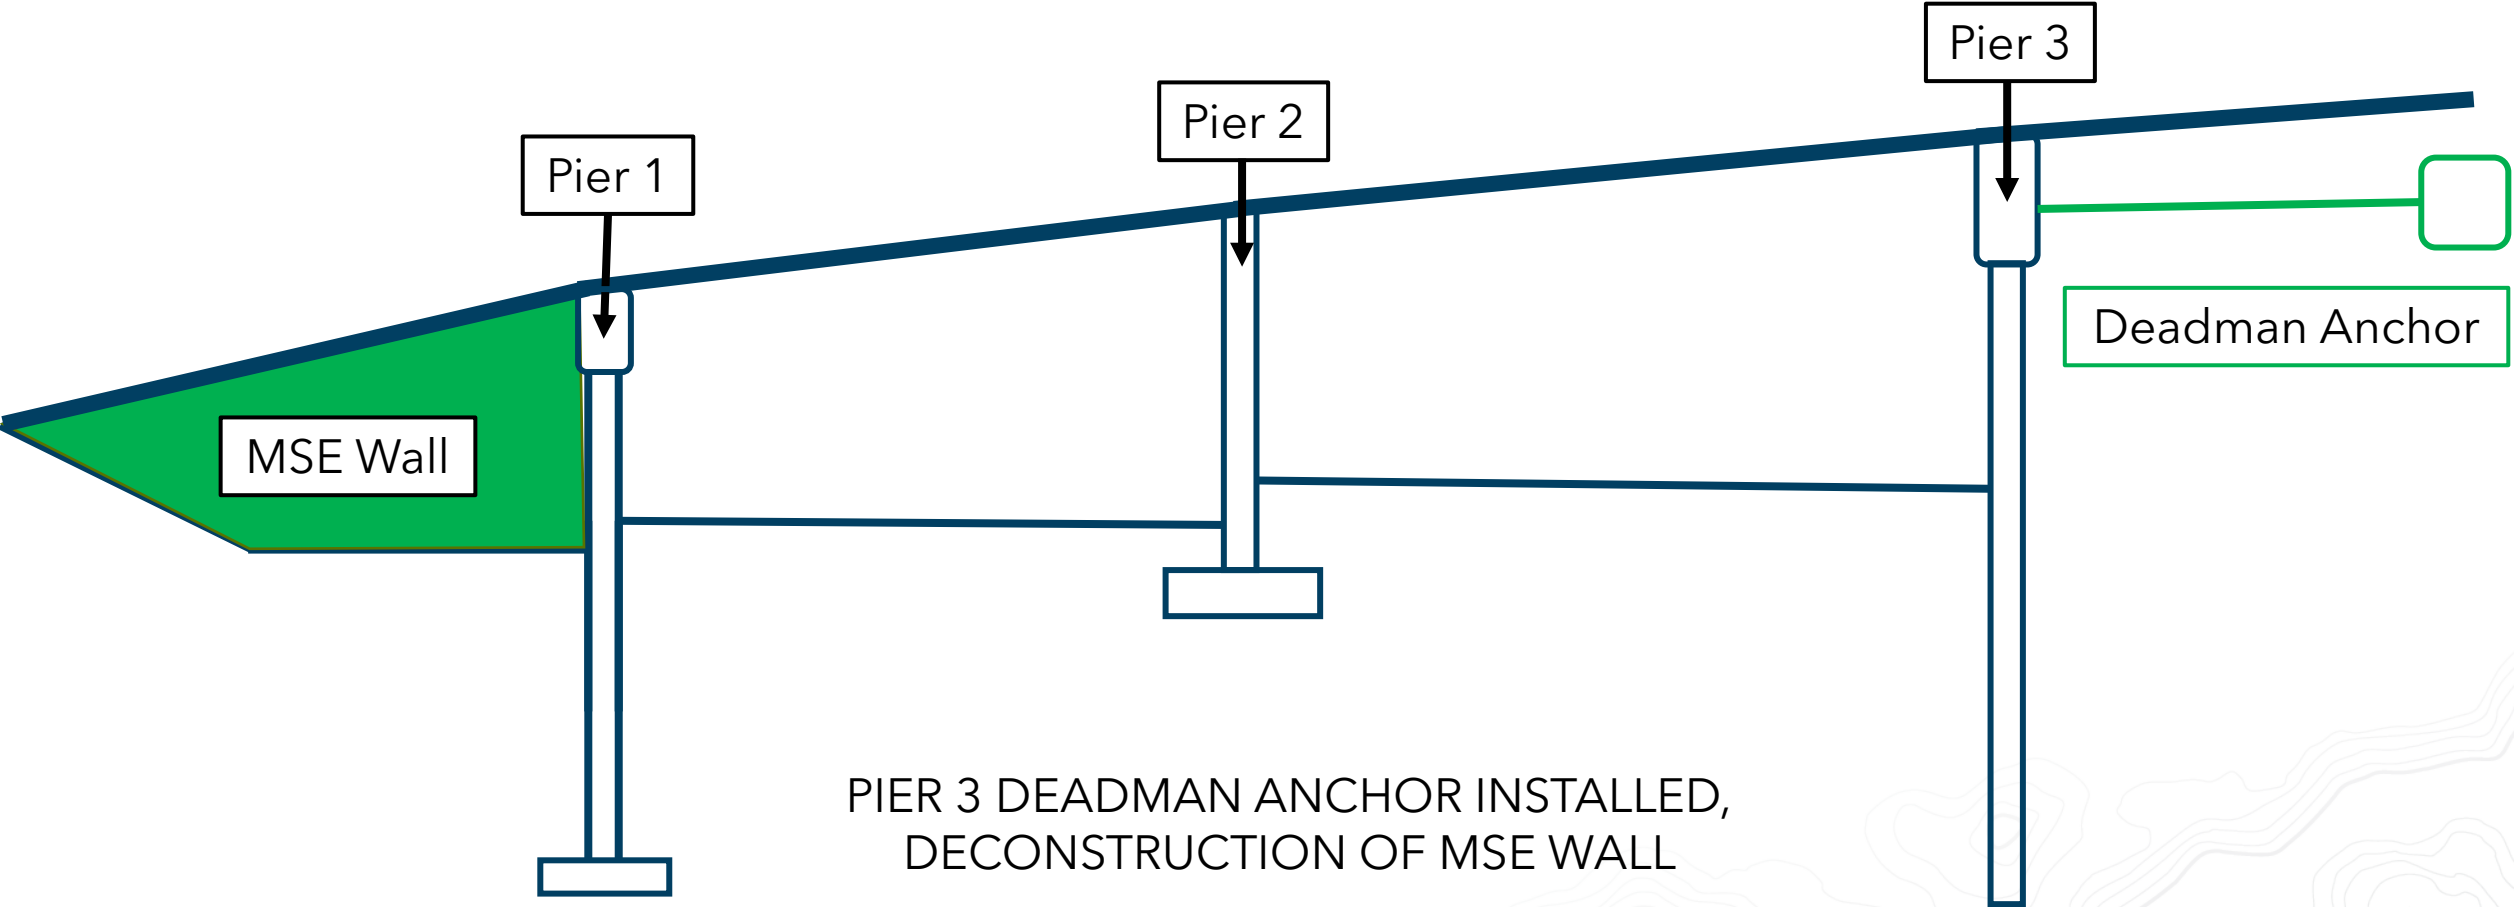 Pier 3
Pier 2
Pier 1
Deadman Anchor
MSE Wall
PIER 3 DEADMAN ANCHOR INSTALLED,
DECONSTRUCTION OF MSE WALL